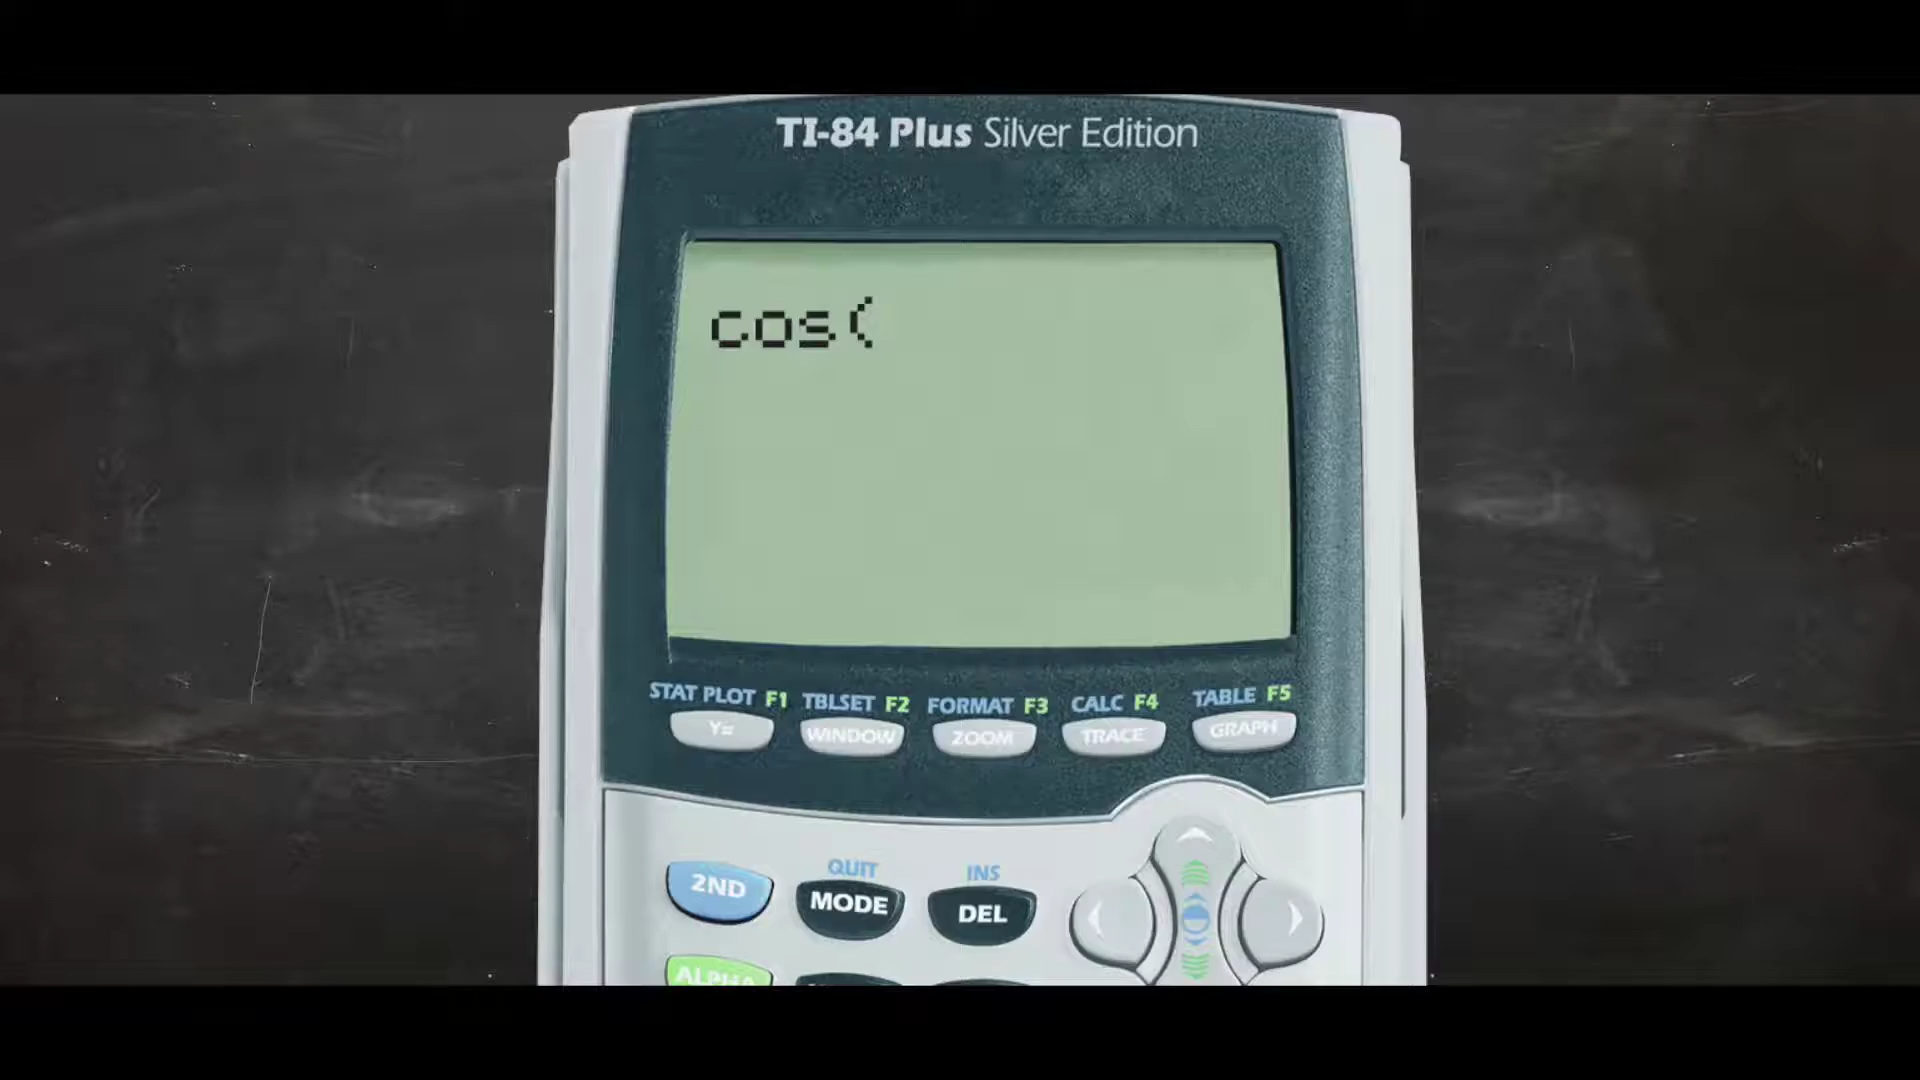 TI-84 Plus Silver Edition
cos(
STAT PLOT F1 TBLSET F2 FORMAT F3 CALC F4 TABLE F5
Y= WINDOW ZOOM TRACE GRAPH
QUIT INS
2ND MODE DEL
ALPHA